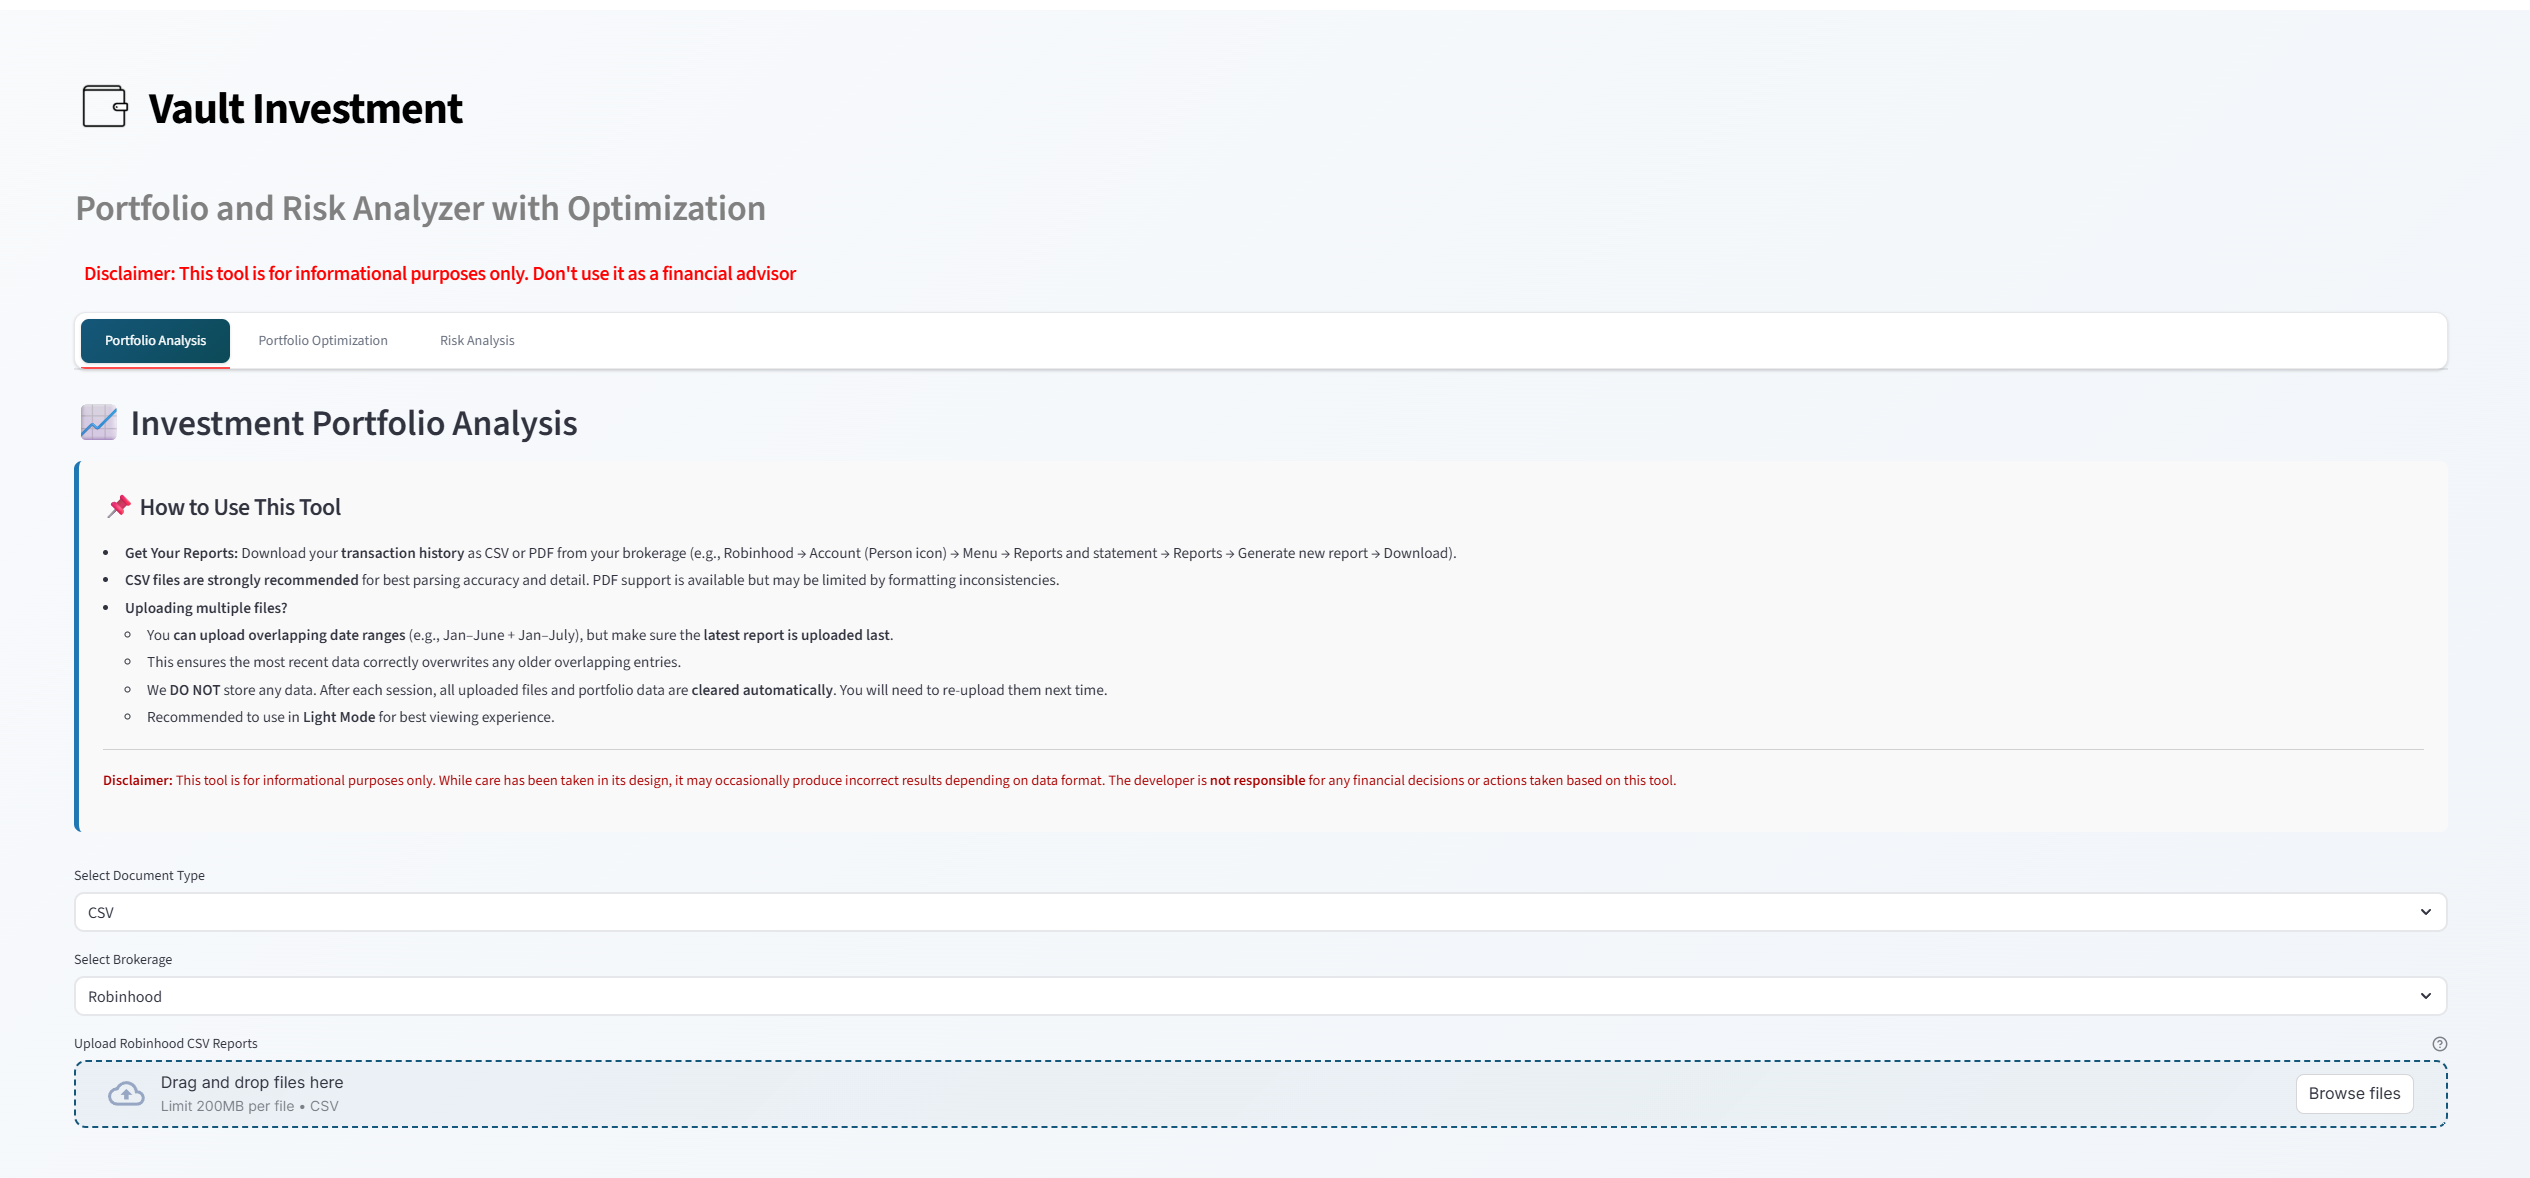 Vault Investment
Portfolio and Risk Analyzer with Optimization
Disclaimer: This tool is for informational purposes only. Don't use it as a financial advisor
Portfolio Analysis
Portfolio Optimization
Risk Analysis
Investment Portfolio Analysis
How to Use This Tool
• Get Your Reports: Download your transaction history as CSV or PDF from your brokerage (e.g., Robinhood → Account (Person icon) → Menu → Reports and statement → Reports → Generate new report → Download).
• CSV files are strongly recommended for best parsing accuracy and detail. PDF support is available but may be limited by formatting inconsistencies.
• Uploading multiple files?
◦ You can upload overlapping date ranges (e.g., Jan–June + Jan–July), but make sure the latest report is uploaded last.
◦ This ensures the most recent data correctly overwrites any older overlapping entries.
◦ We DO NOT store any data. After each session, all uploaded files and portfolio data are cleared automatically. You will need to re-upload them next time.
◦ Recommended to use in Light Mode for best viewing experience.
Disclaimer: This tool is for informational purposes only. While care has been taken in its design, it may occasionally produce incorrect results depending on data format. The developer is not responsible for any financial decisions or actions taken based on this tool.
Select Document Type
CSV
Select Brokerage
Robinhood
Upload Robinhood CSV Reports
Drag and drop files here
Limit 200MB per file • CSV
Browse files